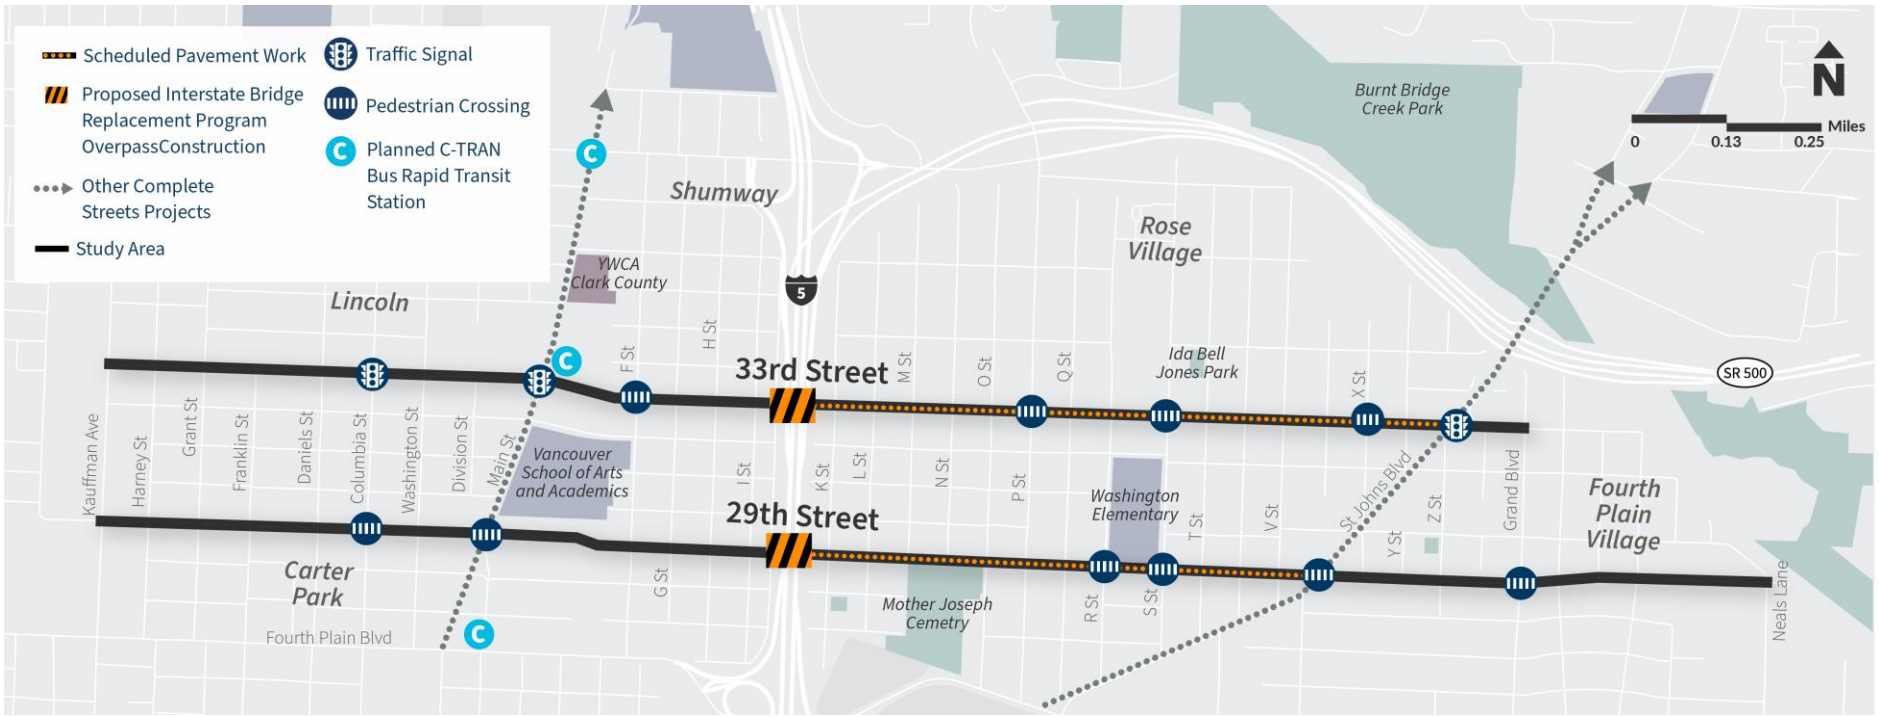 Scheduled Pavement Work
Proposed Interstate Bridge
Replacement Program
OverpassConstruction
Other Complete
Streets Projects
Study Area
Traffic Signal
Pedestrian Crossing
C
Planned C-TRAN
Bus Rapid Transit
Station
N
Miles
0
0.13
0.25
Burnt Bridge
Creek Park
C
Shumway
Rose
Village
YWCA
Clark County
5
Lincoln
H St
F St
C
33rd Street
M St
O St
Q St
Ida Bell
Jones Park
X St
SR 500
Kauffman Ave
Harney St
Grant St
Franklin St
Daniels St
Columbia St
Washington St
Division St
Main St
Vancouver
School of Arts
and Academics
I St
K St
L St
N St
P St
Washington
Elementary
T St
V St
St Johns Blvd
Y St
Z St
Grand Blvd
Fourth
Plain
Village
29th Street
Carter
Park
G St
Mother Joseph
Cemetry
R St
S St
Neals Lane
Fourth Plain Blvd
C